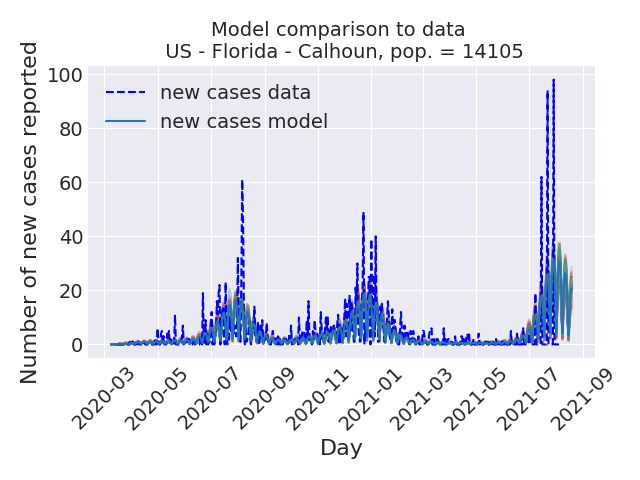 Model comparison to data
US - Florida - Calhoun, pop. = 14105
Number of new cases reported
100
80
60
40
20
0
new cases data
new cases model
2020-03
2020-05
2020-07
2020-09
2020-11
2021-01
2021-03
2021-05
2021-07
2021-09
Day